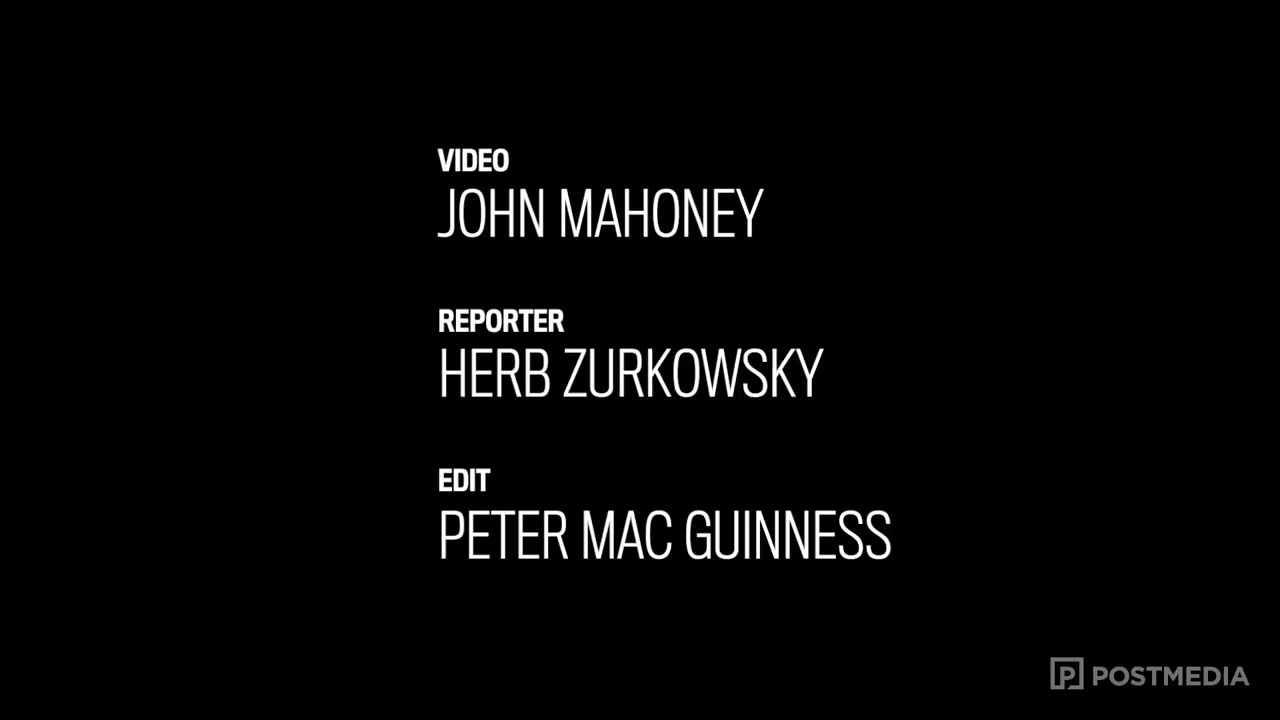 VIDEO
JOHN MAHONEY
REPORTER
HERB ZURKOWSKY
EDIT
PETER MAC GUINNESS
POSTMEDIA